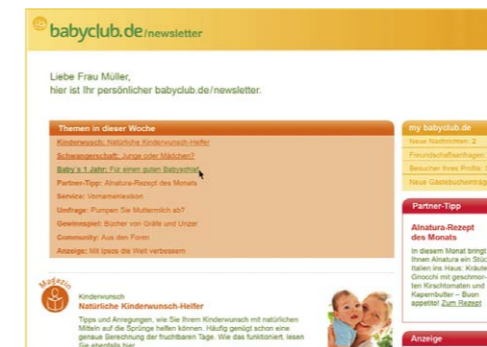 babyclub.de/newsletter
Liebe Frau Müller,
hier ist Ihr persönlicher babyclub.de/newsletter.
Themen in dieser Woche
Kinderwusch: Natürliche Kinderwunsch-Helfer
Schwangerschaft: Junge oder Mädchen?
Baby's 1 Jahr: Für einen guten Babyschlaf
Partner-Tipp: Alnatura-Rezept des Monats
Service: Vornamenlexikon
Umfrage: Pumpen Sie Muttermilch ab?
Gewinnspiel: Bücher von Gräfe und Unzer
Community: Aus den Foren
Anzeige: Mit Ipsos die Welt verbessern
my babyclub.de
Neue Nachrichten: 2
Freundschaftsanfragen:
Besucher Ihres Profils:
Neue Gästebucheinträg
Partner-Tipp
Alnatura-Rezept
des Monats
In diesem Monat bringt
Ihnen Alnatura ein Stüc
Italien ins Haus: Kräute
Gnocchi mit geschmor-
ten Kirschtomaten und
Kapernbutter – Buon
appetito! Zum Rezept
Anzeige
Magazin
Kinderwunsch
Natürliche Kinderwunsch-Helfer
Tipps und Anregungen, wie Sie Ihrem Kinderwunsch mit natürlichen
Mitteln auf die Sprünge helfen können. Häufig genügt schon eine
genaue Berechnung der fruchtbaren Tage. Wie das funktioniert, lesen
Sie ebenfalls hier.